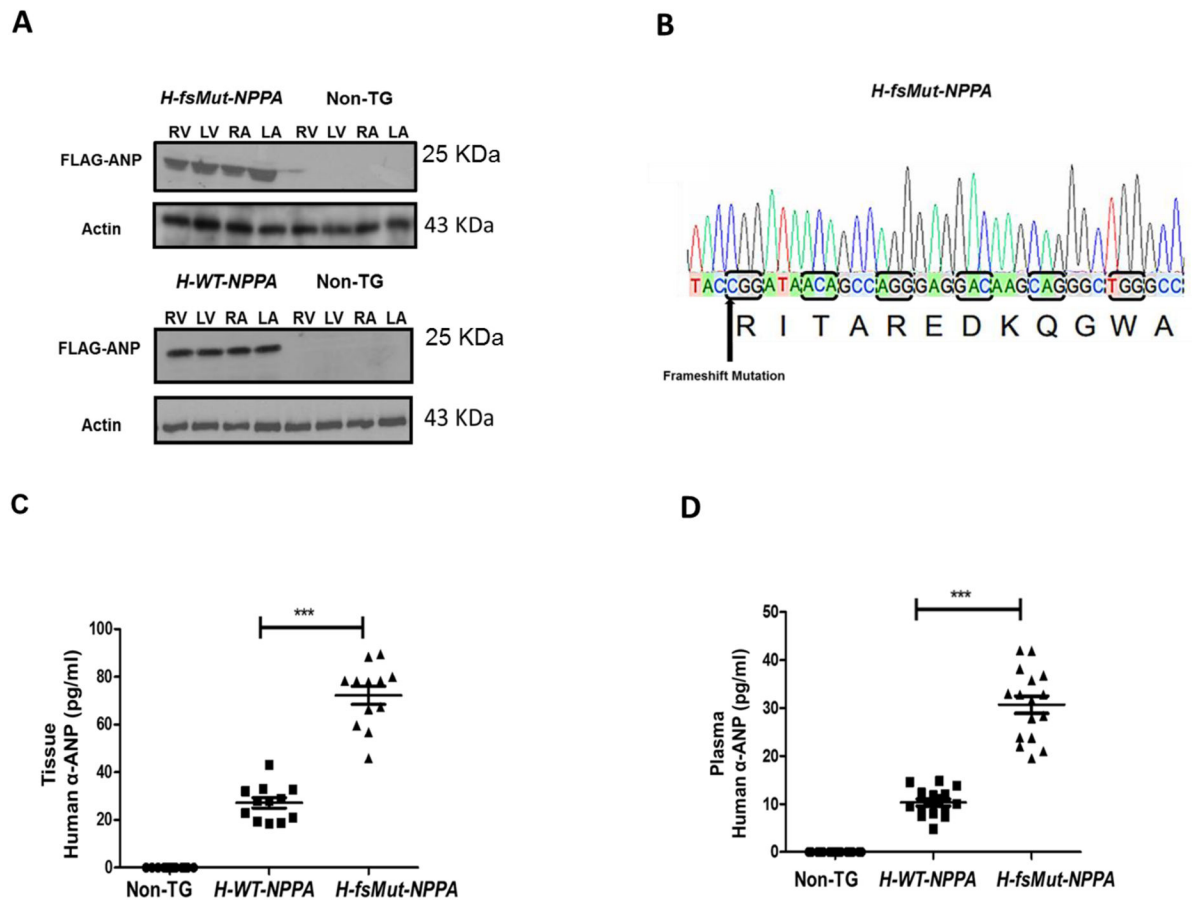 A
H-fsMut-NPPA Non-TG
RV LV RA LA RV LV RA LA
FLAG-ANP 25 KDa
Actin 43 KDa
H-WT-NPPA Non-TG
RV LV RA LA RV LV RA LA
FLAG-ANP 25 KDa
Actin 43 KDa
B
H-fsMut-NPPA
TACCGGATAACAGCCAGGGAGGACAAGCAGGGCTGGGCC
R I T A R E D K Q G W A
Frameshift Mutation
C
***
Tissue
Human α-ANP (pg/ml)
100
80
60
40
20
0
Non-TG H-WT-NPPA H-fsMut-NPPA
D
***
Plasma
Human α-ANP (pg/ml)
50
40
30
20
10
0
Non-TG H-WT-NPPA H-fsMut-NPPA